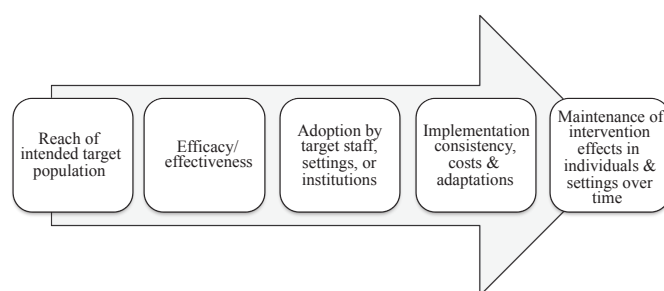 Reach of
intended target
population
Efficacy/
effectiveness
Adoption by
target staff,
settings, or
institutions
Implementation
consistency,
costs &
adaptations
Maintenance of
intervention
effects in
individuals &
settings over
time